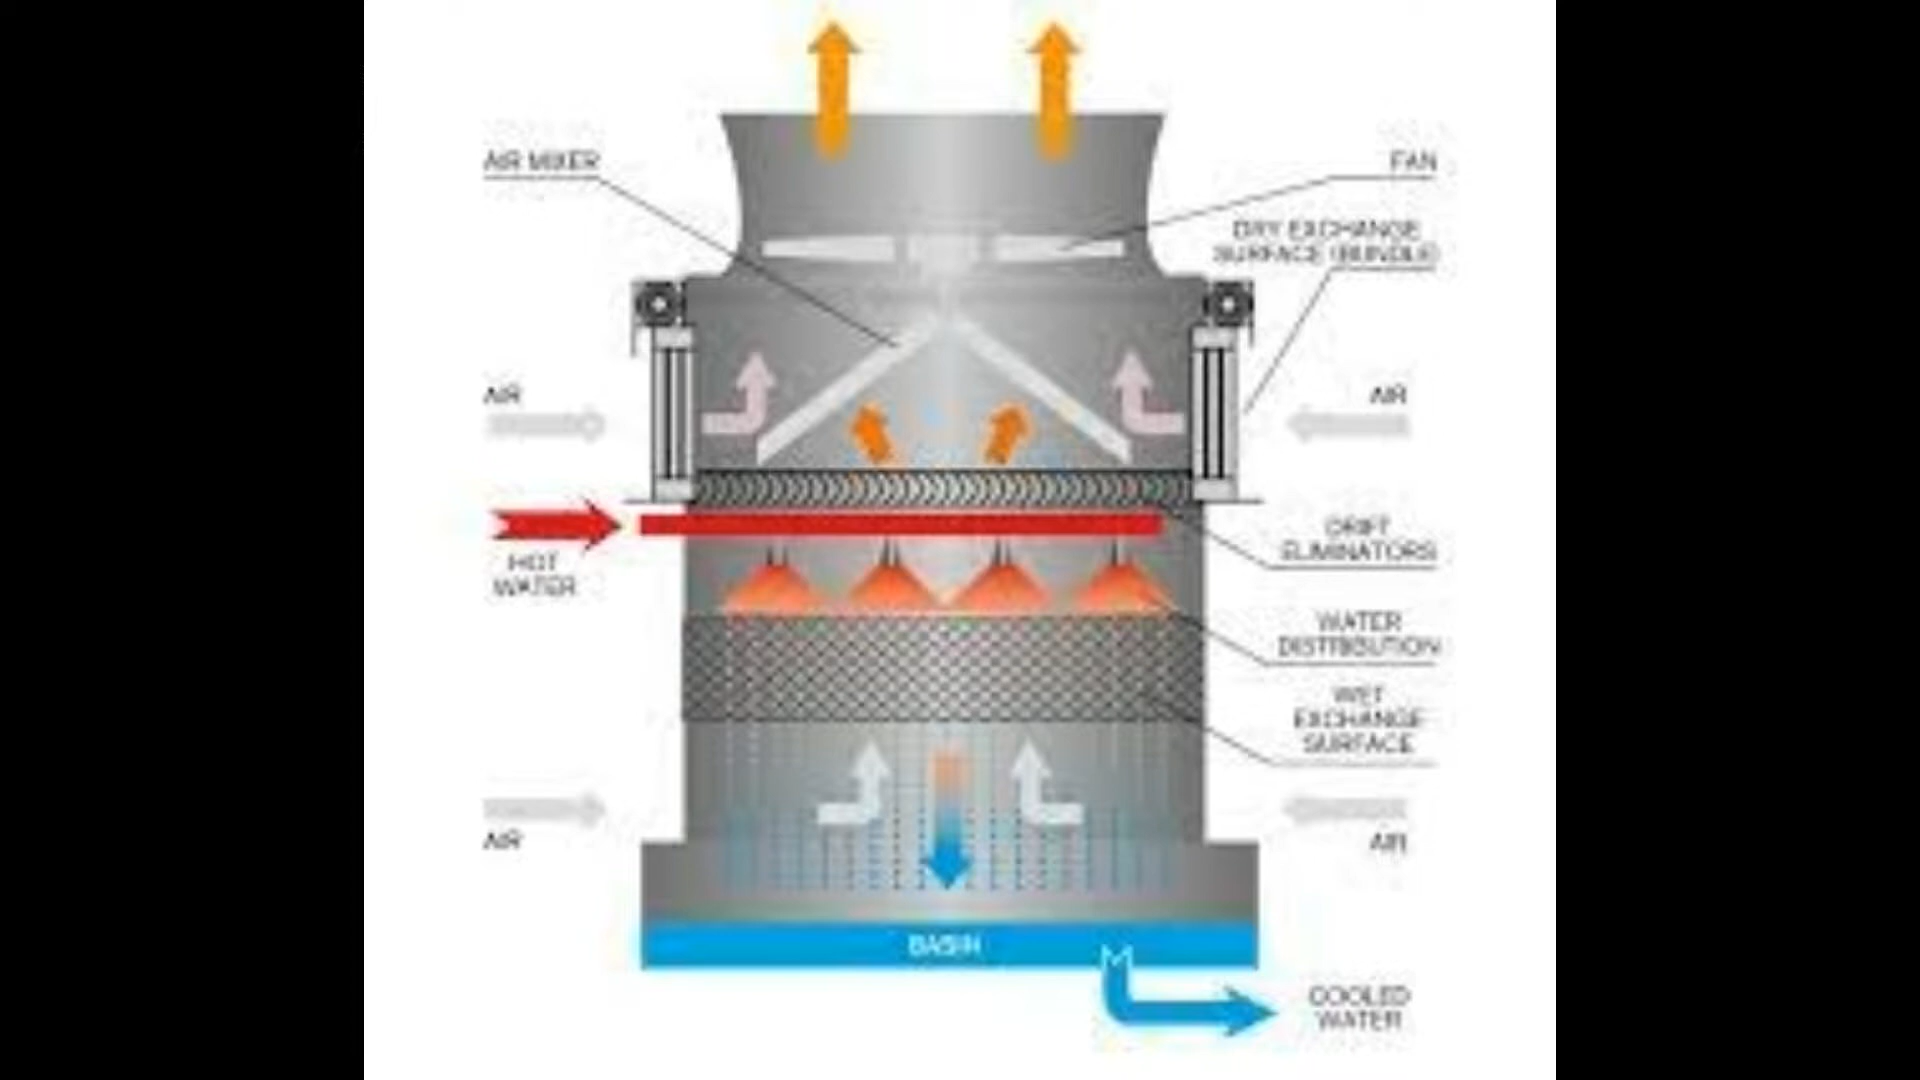 AIR MIXER
FAN
DRY EXCHANGE
SURFACE (BUNDLE)
AIR
AIR
HOT
WATER
DRIFT
ELIMINATORS
WATER
DISTRIBUTION
WET
EXCHANGE
SURFACE
AIR
AIR
BASIN
COOLED
WATER